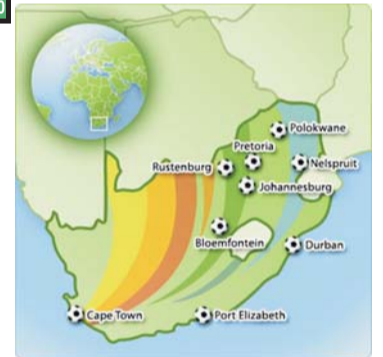 Polokwane
Pretoria
Rustenburg
Nelspruit
Johannesburg
Bloemfontein
Durban
Cape Town
Port Elizabeth